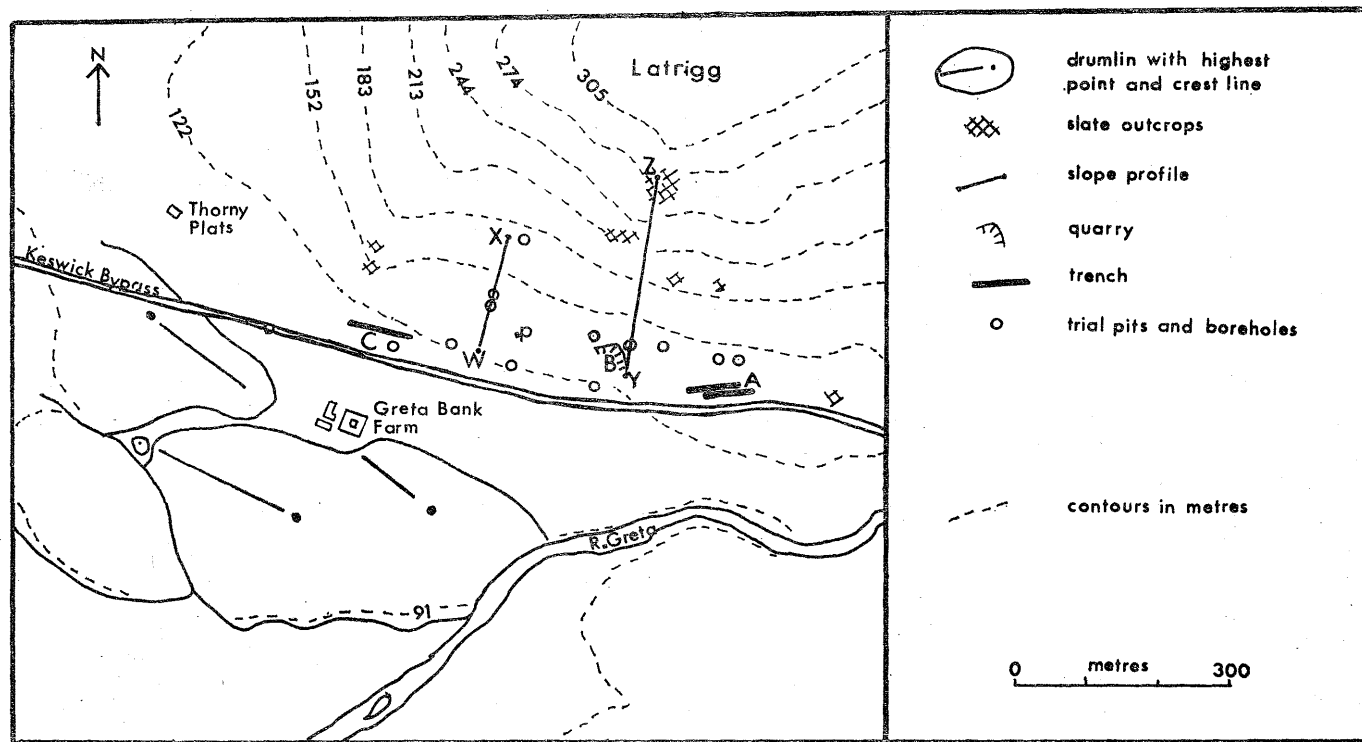 N
Latrigg
122
152
183
213
244
274
305
Thorny
Plats
Keswick Bypass
X
Z
W
P
C
B
Y
A
Greta Bank
Farm
R.Greta
91
drumlin with highest
point and crest line
slate outcrops
slope profile
quarry
trench
trial pits and boreholes
contours in metres
0 metres 300